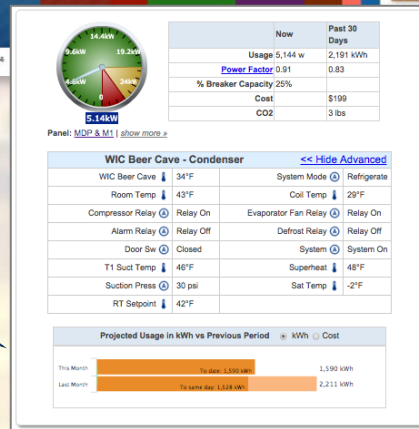 14.4kW
9.6kW 19.2kW
4.8kW 24kW
5.14kW
Now Past 30 Days
Usage 5,144 w 2,191 kWh
Power Factor 0.91 0.83
% Breaker Capacity 25%
Cost $199
CO2 3 lbs
Panel: MDP & M1 | show more »
WIC Beer Cave - Condenser << Hide Advanced
WIC Beer Cave 34°F System Mode Refrigerate
Room Temp 43°F Coil Temp 29°F
Compressor Relay Relay On Evaporator Fan Relay Relay On
Alarm Relay Relay Off Defrost Relay Relay Off
Door Sw Closed System System On
T1 Suct Temp 46°F Superheat 48°F
Suction Press 30 psi Sat Temp -2°F
RT Setpoint 42°F
Projected Usage in kWh vs Previous Period kWh Cost
This Month To date: 1,590 kWh 1,590 kWh
Last Month To same day: 1,528 kWh 2,211 kWh